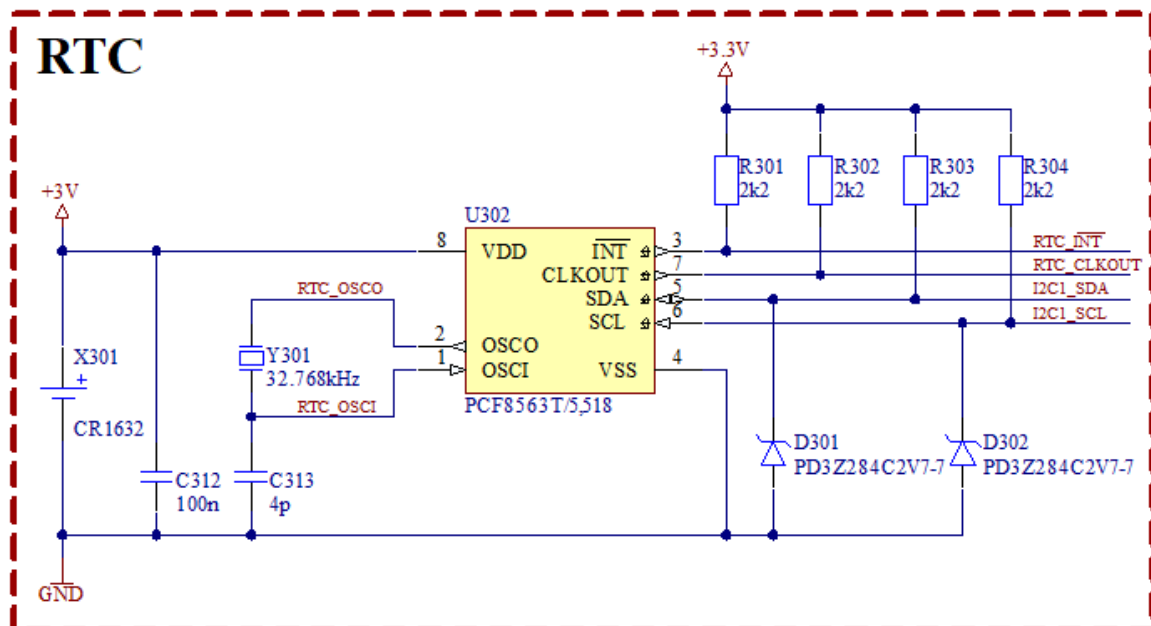 RTC
+3.3V
R301
2k2
R302
2k2
R303
2k2
R304
2k2
+3V
U302
8
VDD
INT
3
RTC_INT
CLKOUT
7
RTC_CLKOUT
SDA
5
I2C1_SDA
SCL
6
I2C1_SCL
RTC_OSCO
2
OSCO
1
OSCI
VSS
4
Y301
32.768kHz
RTC_OSCI
PCF8563T/5,518
X301
+
CR1632
C312
100n
C313
4p
D301
PD3Z284C2V7-7
D302
PD3Z284C2V7-7
GND